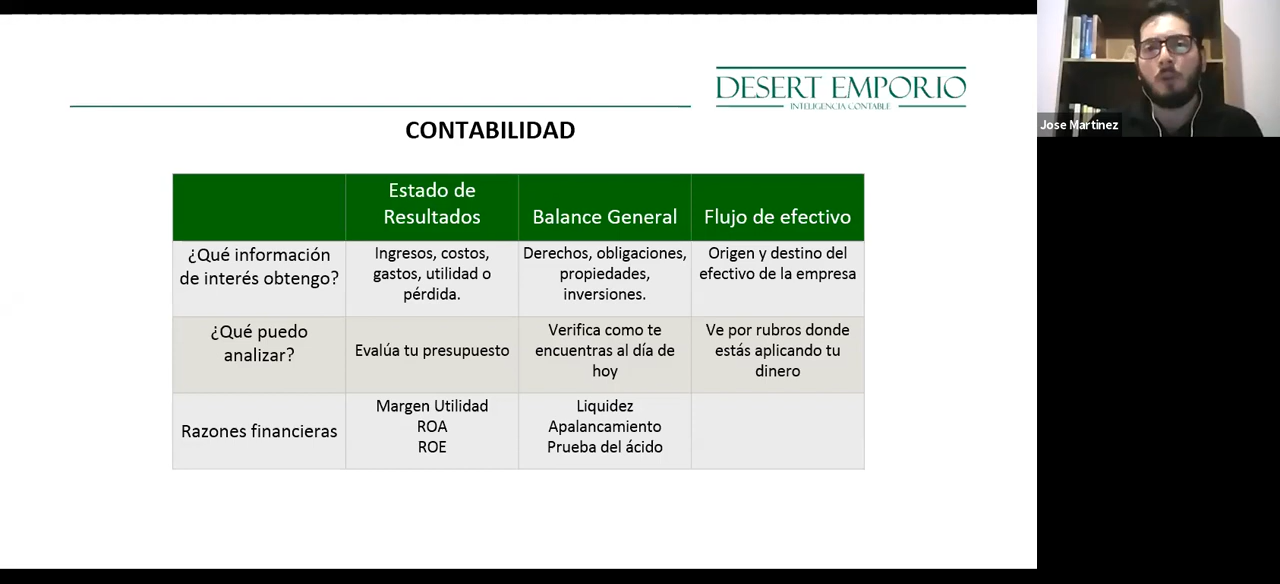 DESERT EMPORIO
INTELIGENCIA CONTABLE
Jose Martinez
CONTABILIDAD
Estado de
Resultados
Balance General
Flujo de efectivo
¿Qué información
de interés obtengo?
Ingresos, costos,
gastos, utilidad o
pérdida.
Derechos, obligaciones,
propiedades,
inversiones.
Origen y destino del
efectivo de la empresa
¿Qué puedo
analizar?
Evalúa tu presupuesto
Verifica como te
encuentras al día de
hoy
Ve por rubros donde
estás aplicando tu
dinero
Razones financieras
Margen Utilidad
ROA
ROE
Liquidez
Apalancamiento
Prueba del ácido